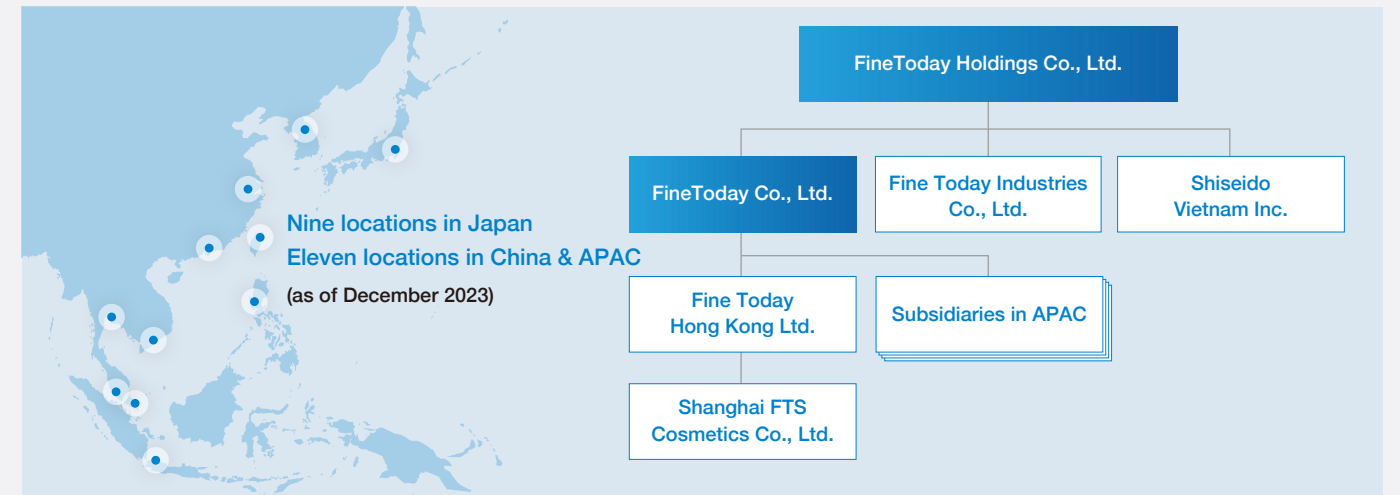 Nine locations in Japan
Eleven locations in China & APAC
(as of December 2023)
FineToday Holdings Co., Ltd.
FineToday Co., Ltd.
Fine Today Industries
Co., Ltd.
Shiseido
Vietnam Inc.
Fine Today
Hong Kong Ltd.
Subsidiaries in APAC
Shanghai FTS
Cosmetics Co., Ltd.